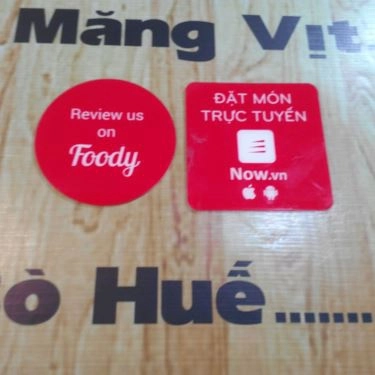 Măng Vịt.
Review us
on
Foody
ĐẶT MÓN
TRỰC TUYẾN
Now.vn
Huế.......